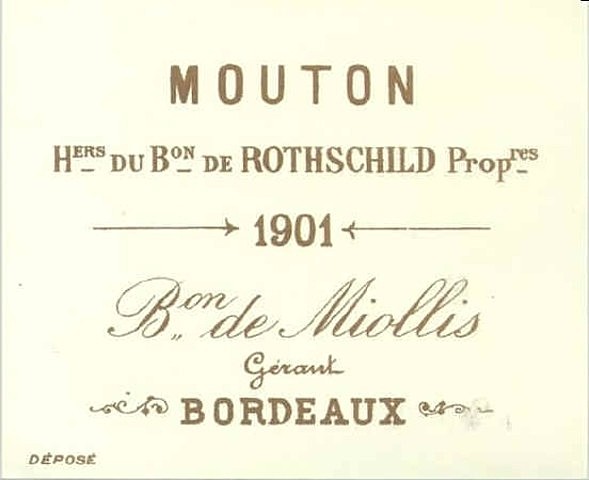 MOUTON
Hers DU Bon DE ROTHSCHILD Propres
1901
Bon de Miollis
Gérant
BORDEAUX
DÉPOSÉ